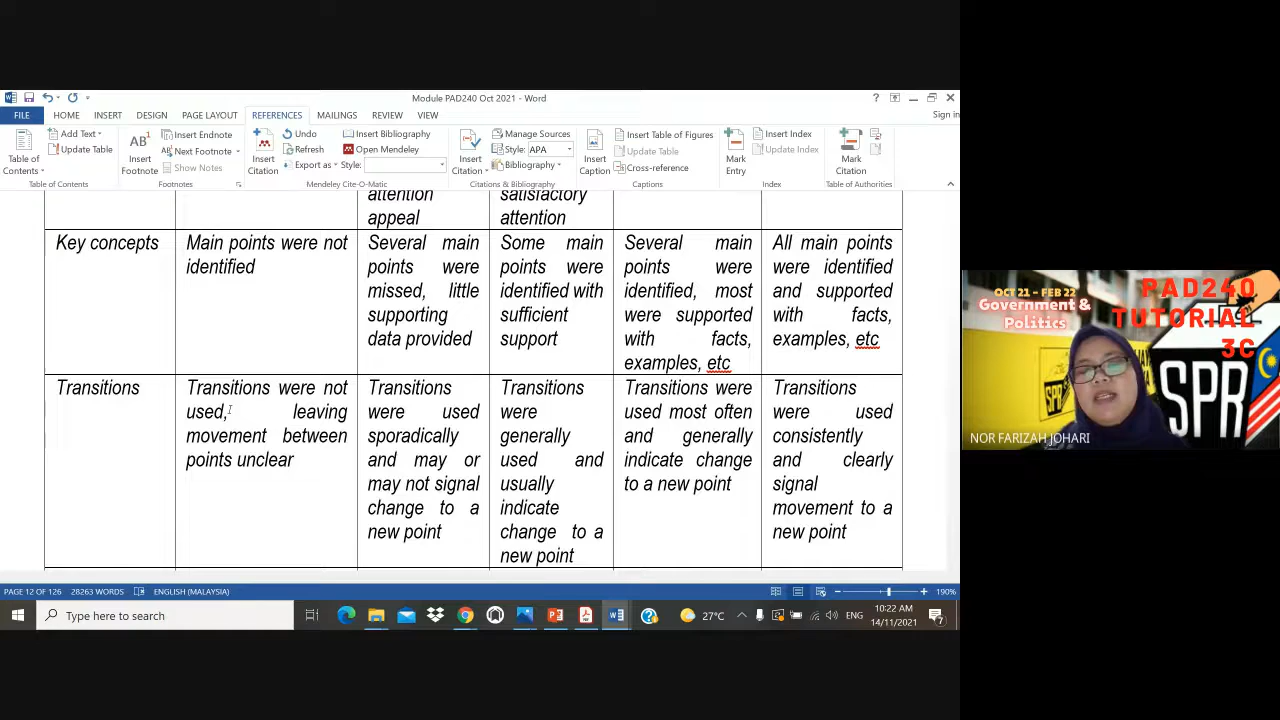 Module PAD240 Oct 2021 - Word
?
FILE HOME INSERT DESIGN PAGE LAYOUT REFERENCES MAILINGS REVIEW VIEW Sign in
Table of Contents
Add Text
Update Table
Table of Contents
AB1
Insert Footnote
Insert Endnote
Next Footnote
Show Notes
Footnotes
Insert Citation
Undo
Refresh
Export as
Insert Bibliography
Open Mendeley
Style:
Mendeley Cite-O-Matic
Insert Citation
Manage Sources
Style: APA
Bibliography
Citations & Bibliography
Insert Caption
Insert Table of Figures
Update Table
Cross-reference
Captions
Mark Entry
Insert Index
Update Index
Index
Mark Citation
Table of Authorities
attention
appeal
satisfactory
attention
Key concepts
Main points were not
identified
Several main
points were
missed, little
supporting
data provided
Some main
points were
identified with
sufficient
support
Several main
points were
identified, most
were supported
with facts,
examples, etc
All main points
were identified
and supported
with facts,
examples, etc
Transitions
Transitions were not
used, leaving
movement between
points unclear
Transitions
were used
sporadically
and may or
may not signal
change to a
new point
Transitions
were
generally
used and
usually
indicate
change to a
new point
Transitions were
used most often
and generally
indicate change
to a new point
Transitions
were used
consistently
and clearly
signal
movement to a
new point
PAGE 12 OF 126 28263 WORDS ENGLISH (MALAYSIA) 190%
Type here to search
27°C
ENG
10:22 AM
14/11/2021
7
OCT 21 - FEB 22
Government &
Politics
PAD240
TUTORIAL
3C
SPR
SPR
NOR FARIZAH JOHARI